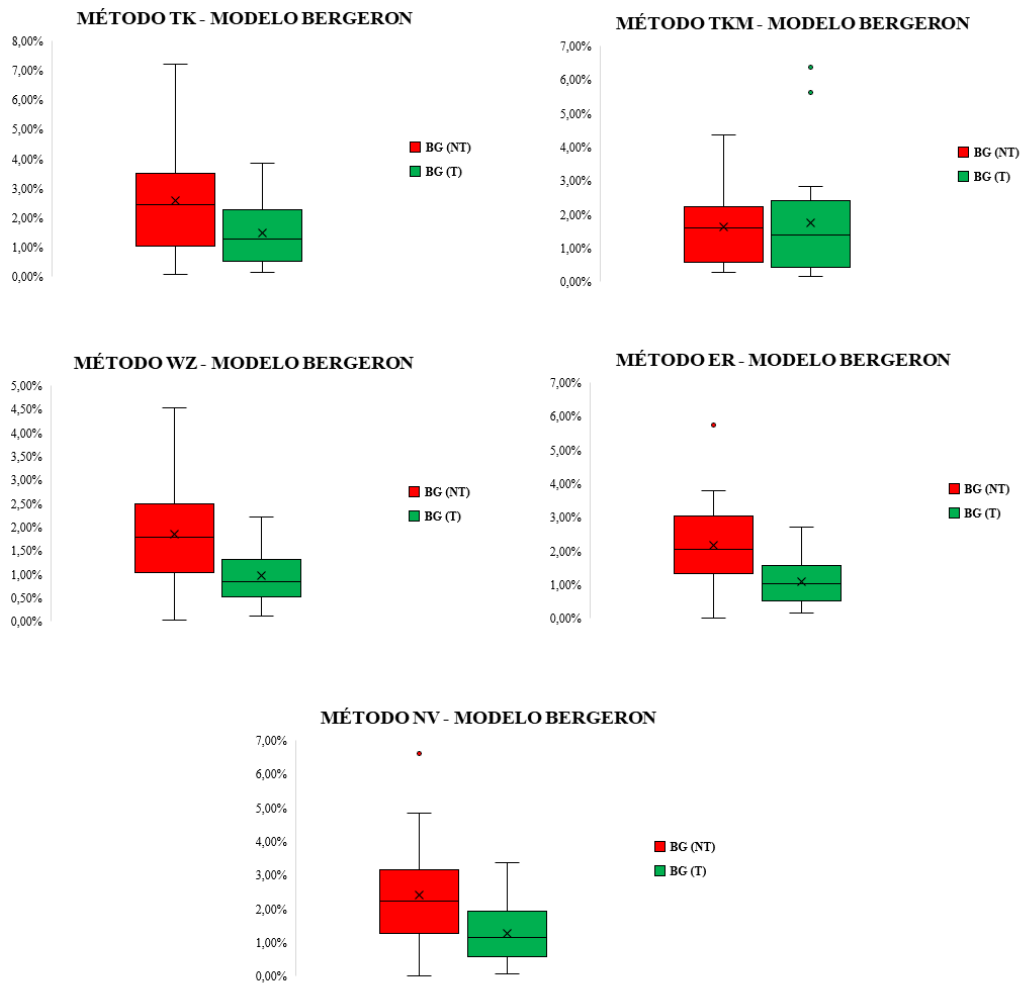 MÉTODO TK - MODELO BERGERON
8,00%
7,00%
6,00%
5,00%
4,00%
3,00%
2,00%
1,00%
0,00%
BG (NT)
BG (T)
MÉTODO TKM - MODELO BERGERON
7,00%
6,00%
5,00%
4,00%
3,00%
2,00%
1,00%
0,00%
BG (NT)
BG (T)
MÉTODO WZ - MODELO BERGERON
5,00%
4,50%
4,00%
3,50%
3,00%
2,50%
2,00%
1,50%
1,00%
0,50%
0,00%
BG (NT)
BG (T)
MÉTODO ER - MODELO BERGERON
7,00%
6,00%
5,00%
4,00%
3,00%
2,00%
1,00%
0,00%
BG (NT)
BG (T)
MÉTODO NV - MODELO BERGERON
7,00%
6,00%
5,00%
4,00%
3,00%
2,00%
1,00%
0,00%
BG (NT)
BG (T)